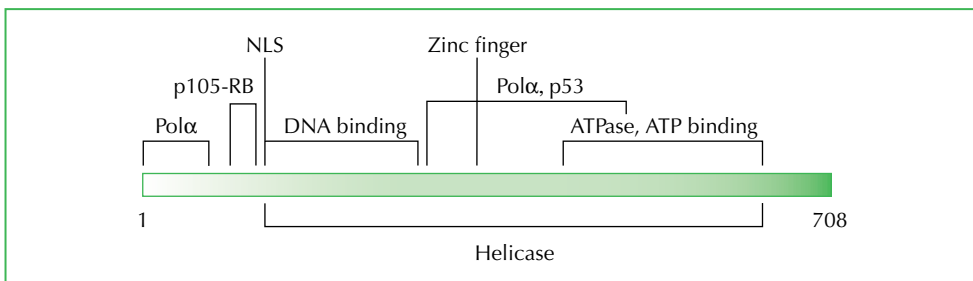 NLS
Zinc finger
p105-RB
Polα, p53
Polα
DNA binding
ATPase, ATP binding
1
708
Helicase